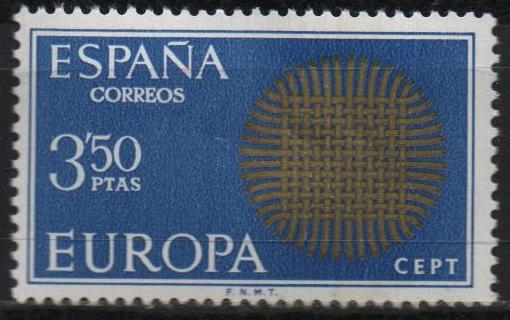 ESPAÑA
CORREOS
3'50
PTAS
EUROPA
CEPT
F.N.M.T.